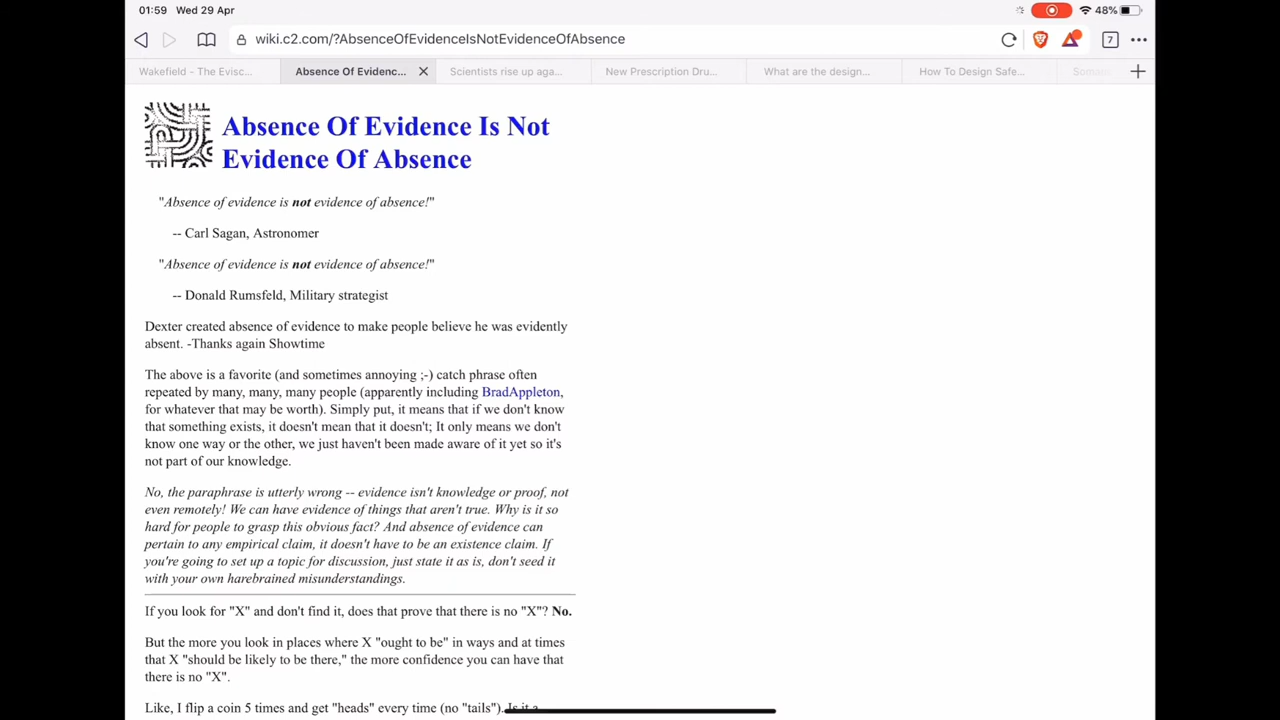 01:59 Wed 29 Apr
48%
wiki.c2.com/?AbsenceOfEvidenceIsNotEvidenceOfAbsence
7
Wakefield - The Evisc...
Absence Of Evidenc...
Scientists rise up aga...
New Prescription Dru...
What are the design...
How To Design Safe...
Absence Of Evidence Is Not
Evidence Of Absence
"Absence of evidence is not evidence of absence!"
-- Carl Sagan, Astronomer
"Absence of evidence is not evidence of absence!"
-- Donald Rumsfeld, Military strategist
Dexter created absence of evidence to make people believe he was evidently
absent. -Thanks again Showtime
The above is a favorite (and sometimes annoying ;-) catch phrase often
repeated by many, many, many people (apparently including BradAppleton,
for whatever that may be worth). Simply put, it means that if we don't know
that something exists, it doesn't mean that it doesn't; It only means we don't
know one way or the other, we just haven't been made aware of it yet so it's
not part of our knowledge.
No, the paraphrase is utterly wrong -- evidence isn't knowledge or proof, not
even remotely! We can have evidence of things that aren't true. Why is it so
hard for people to grasp this obvious fact? And absence of evidence can
pertain to any empirical claim, it doesn't have to be an existence claim. If
you're going to set up a topic for discussion, just state it as is, don't seed it
with your own harebrained misunderstandings.
If you look for "X" and don't find it, does that prove that there is no "X"? No.
But the more you look in places where X "ought to be" in ways and at times
that X "should be likely to be there," the more confidence you can have that
there is no "X".
Like, I flip a coin 5 times and get "heads" every time (no "tails"). Is it a